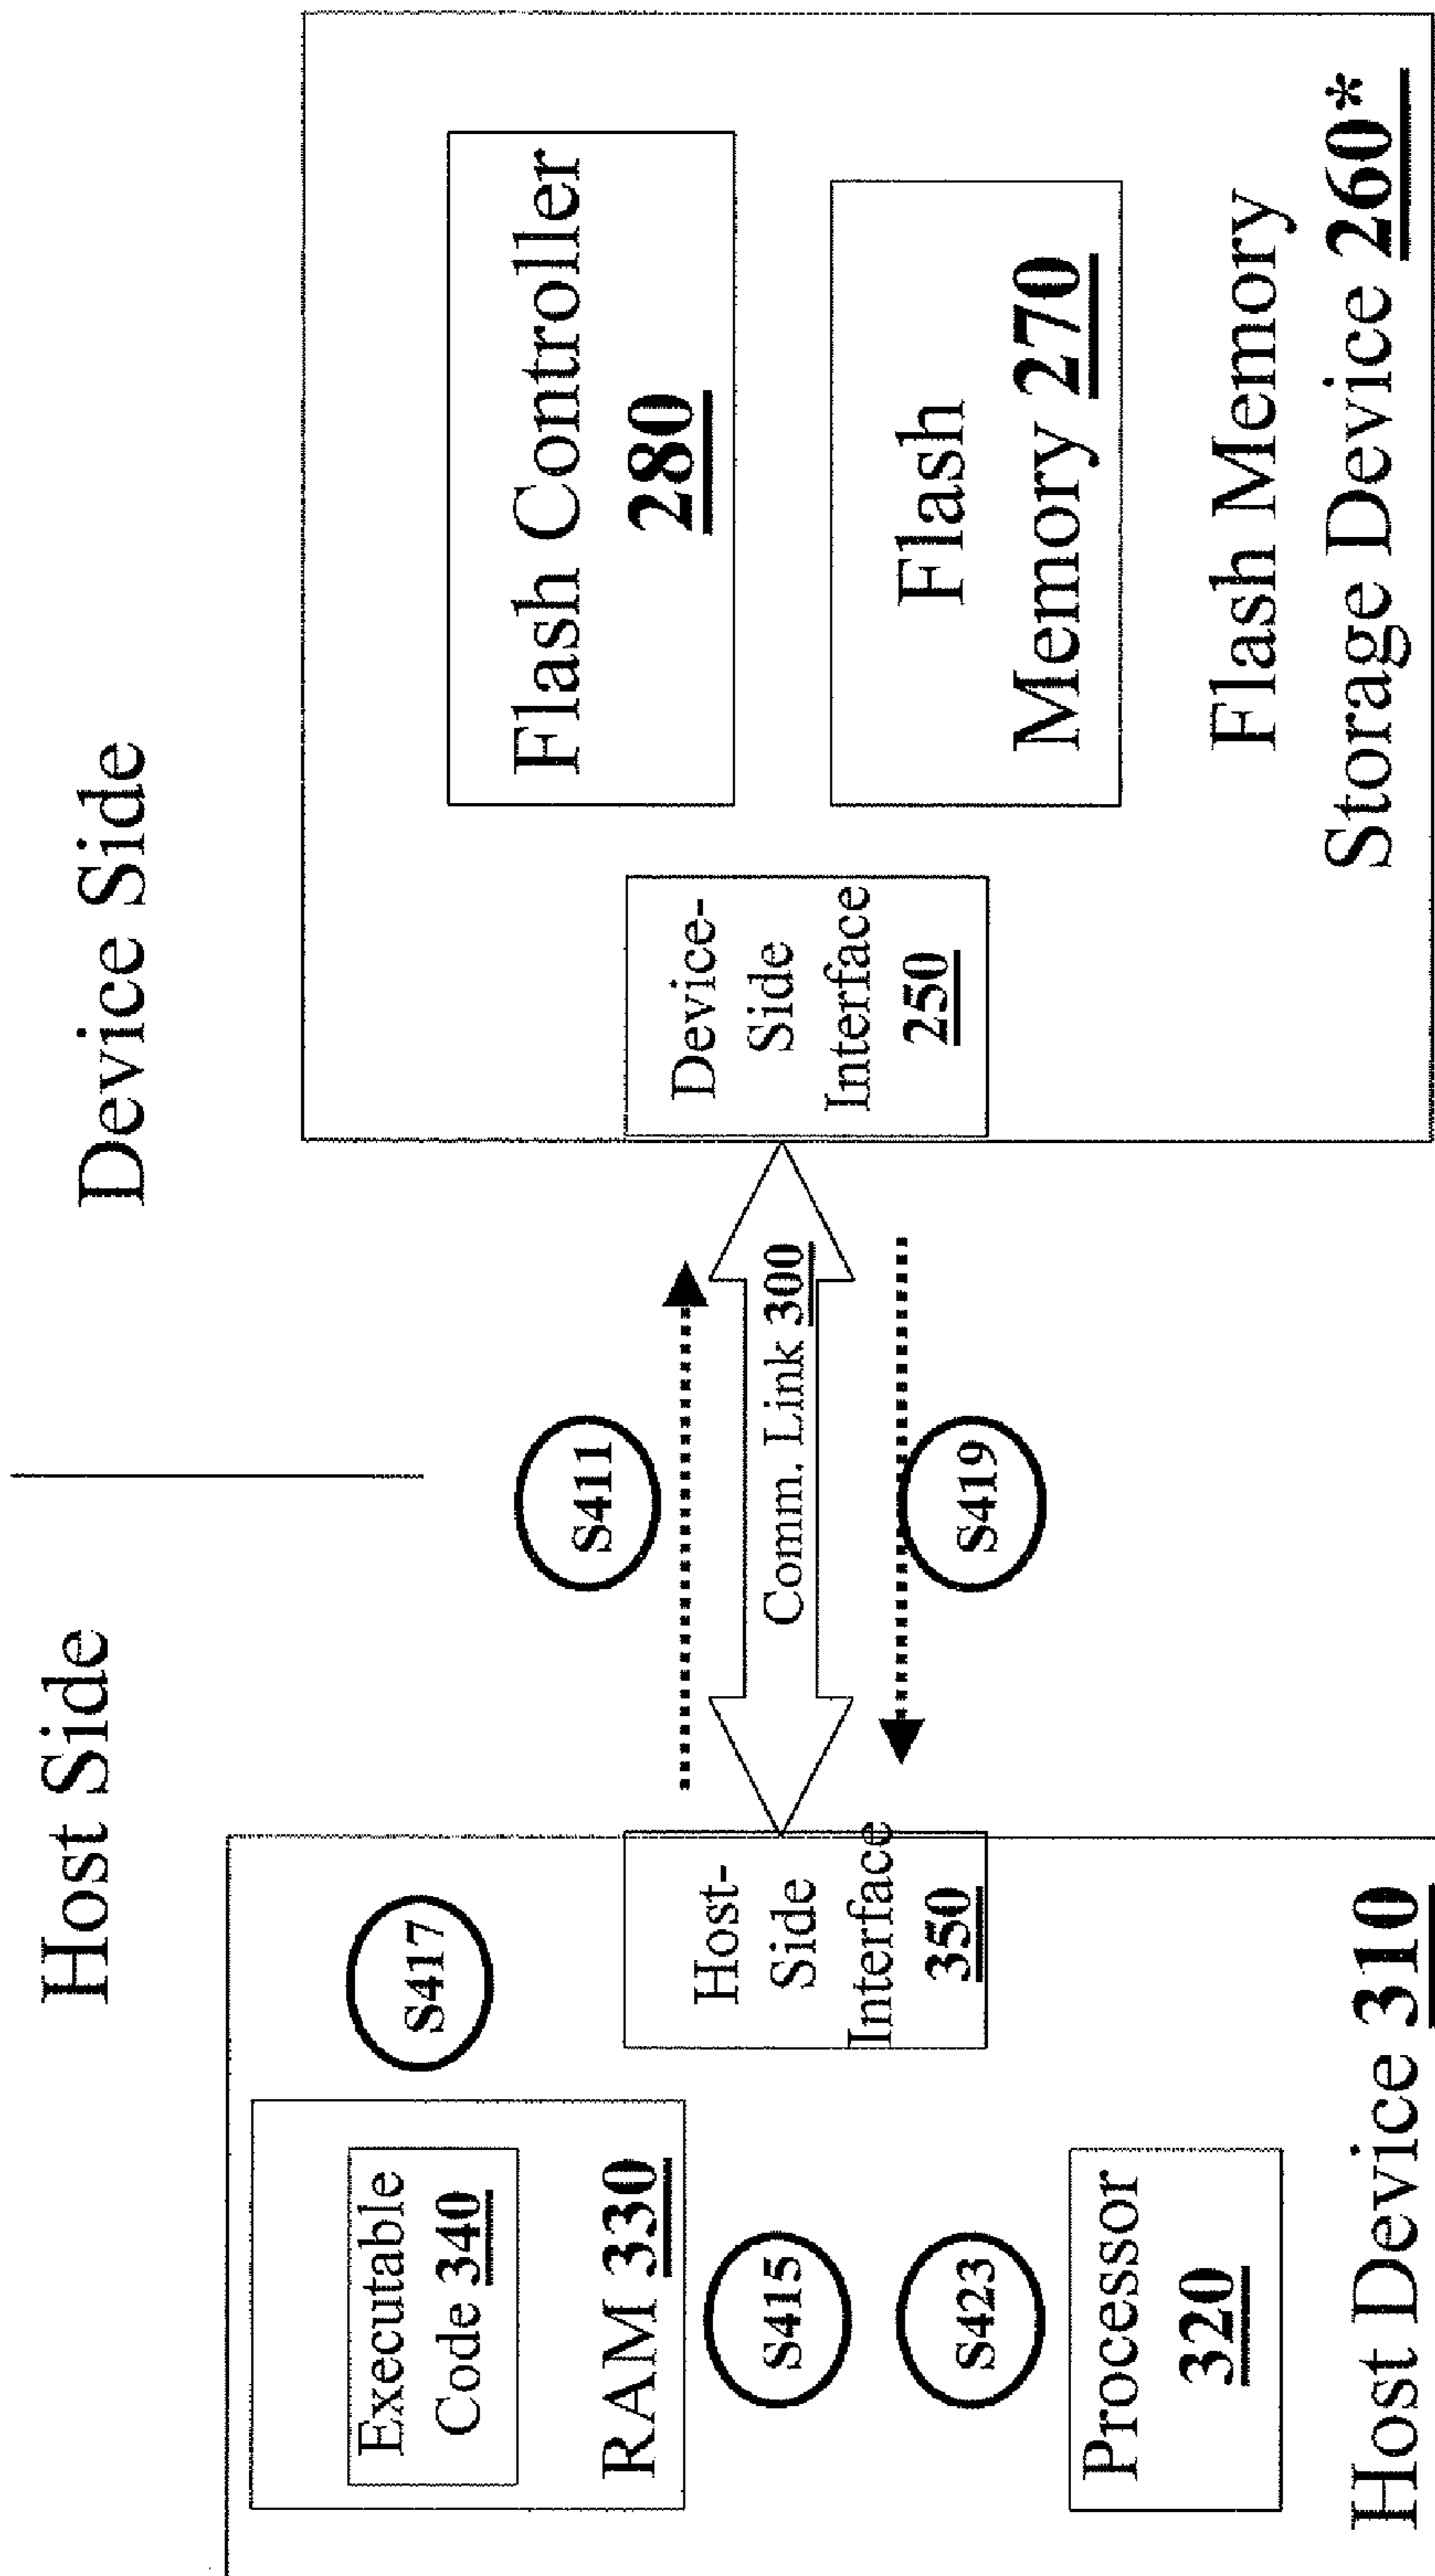 Host Side
Device Side
Executable
Code 340
RAM 330
S417
S415
S423
Processor
320
Host-
Side
Interface
350
Host Device 310
S411
Comm. Link 300
S419
Device-
Side
Interface
250
Flash Controller
280
Flash
Memory 270
Flash Memory
Storage Device 260*